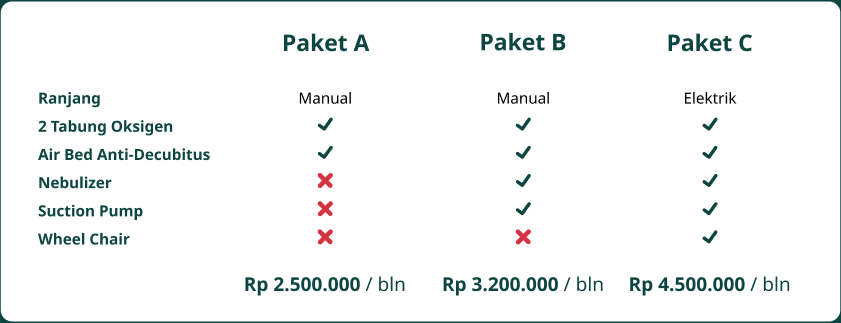 Paket A Paket B Paket C
Ranjang Manual Manual Elektrik
2 Tabung Oksigen
Air Bed Anti-Decubitus
Nebulizer
Suction Pump
Wheel Chair
Rp 2.500.000 / bln Rp 3.200.000 / bln Rp 4.500.000 / bln